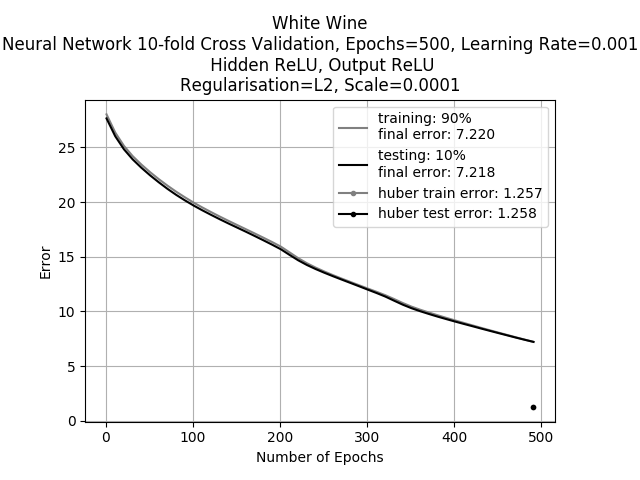 White Wine
Neural Network 10-fold Cross Validation, Epochs=500, Learning Rate=0.001
Hidden ReLU, Output ReLU
Regularisation=L2, Scale=0.0001
training: 90%
final error: 7.220
testing: 10%
final error: 7.218
huber train error: 1.257
huber test error: 1.258
25
20
15
10
5
0
Error
0 100 200 300 400 500
Number of Epochs